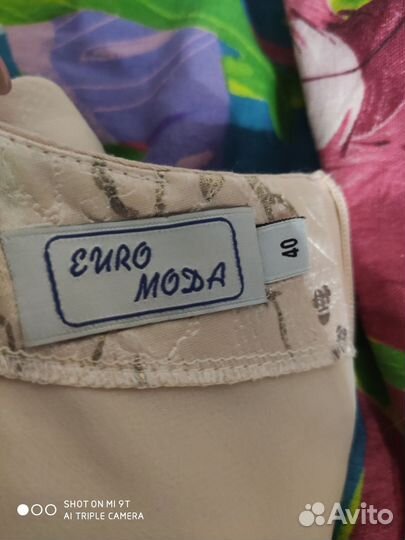 EURO
MODA
40
SHOT ON MI 9T
AI TRIPLE CAMERA
Avito